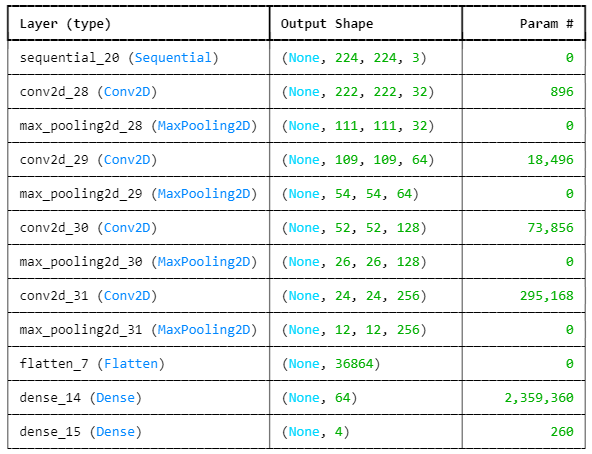 Layer (type) Output Shape Param #
sequential_20 (Sequential) (None, 224, 224, 3) 0
conv2d_28 (Conv2D) (None, 222, 222, 32) 896
max_pooling2d_28 (MaxPooling2D) (None, 111, 111, 32) 0
conv2d_29 (Conv2D) (None, 109, 109, 64) 18,496
max_pooling2d_29 (MaxPooling2D) (None, 54, 54, 64) 0
conv2d_30 (Conv2D) (None, 52, 52, 128) 73,856
max_pooling2d_30 (MaxPooling2D) (None, 26, 26, 128) 0
conv2d_31 (Conv2D) (None, 24, 24, 256) 295,168
max_pooling2d_31 (MaxPooling2D) (None, 12, 12, 256) 0
flatten_7 (Flatten) (None, 36864) 0
dense_14 (Dense) (None, 64) 2,359,360
dense_15 (Dense) (None, 4) 260